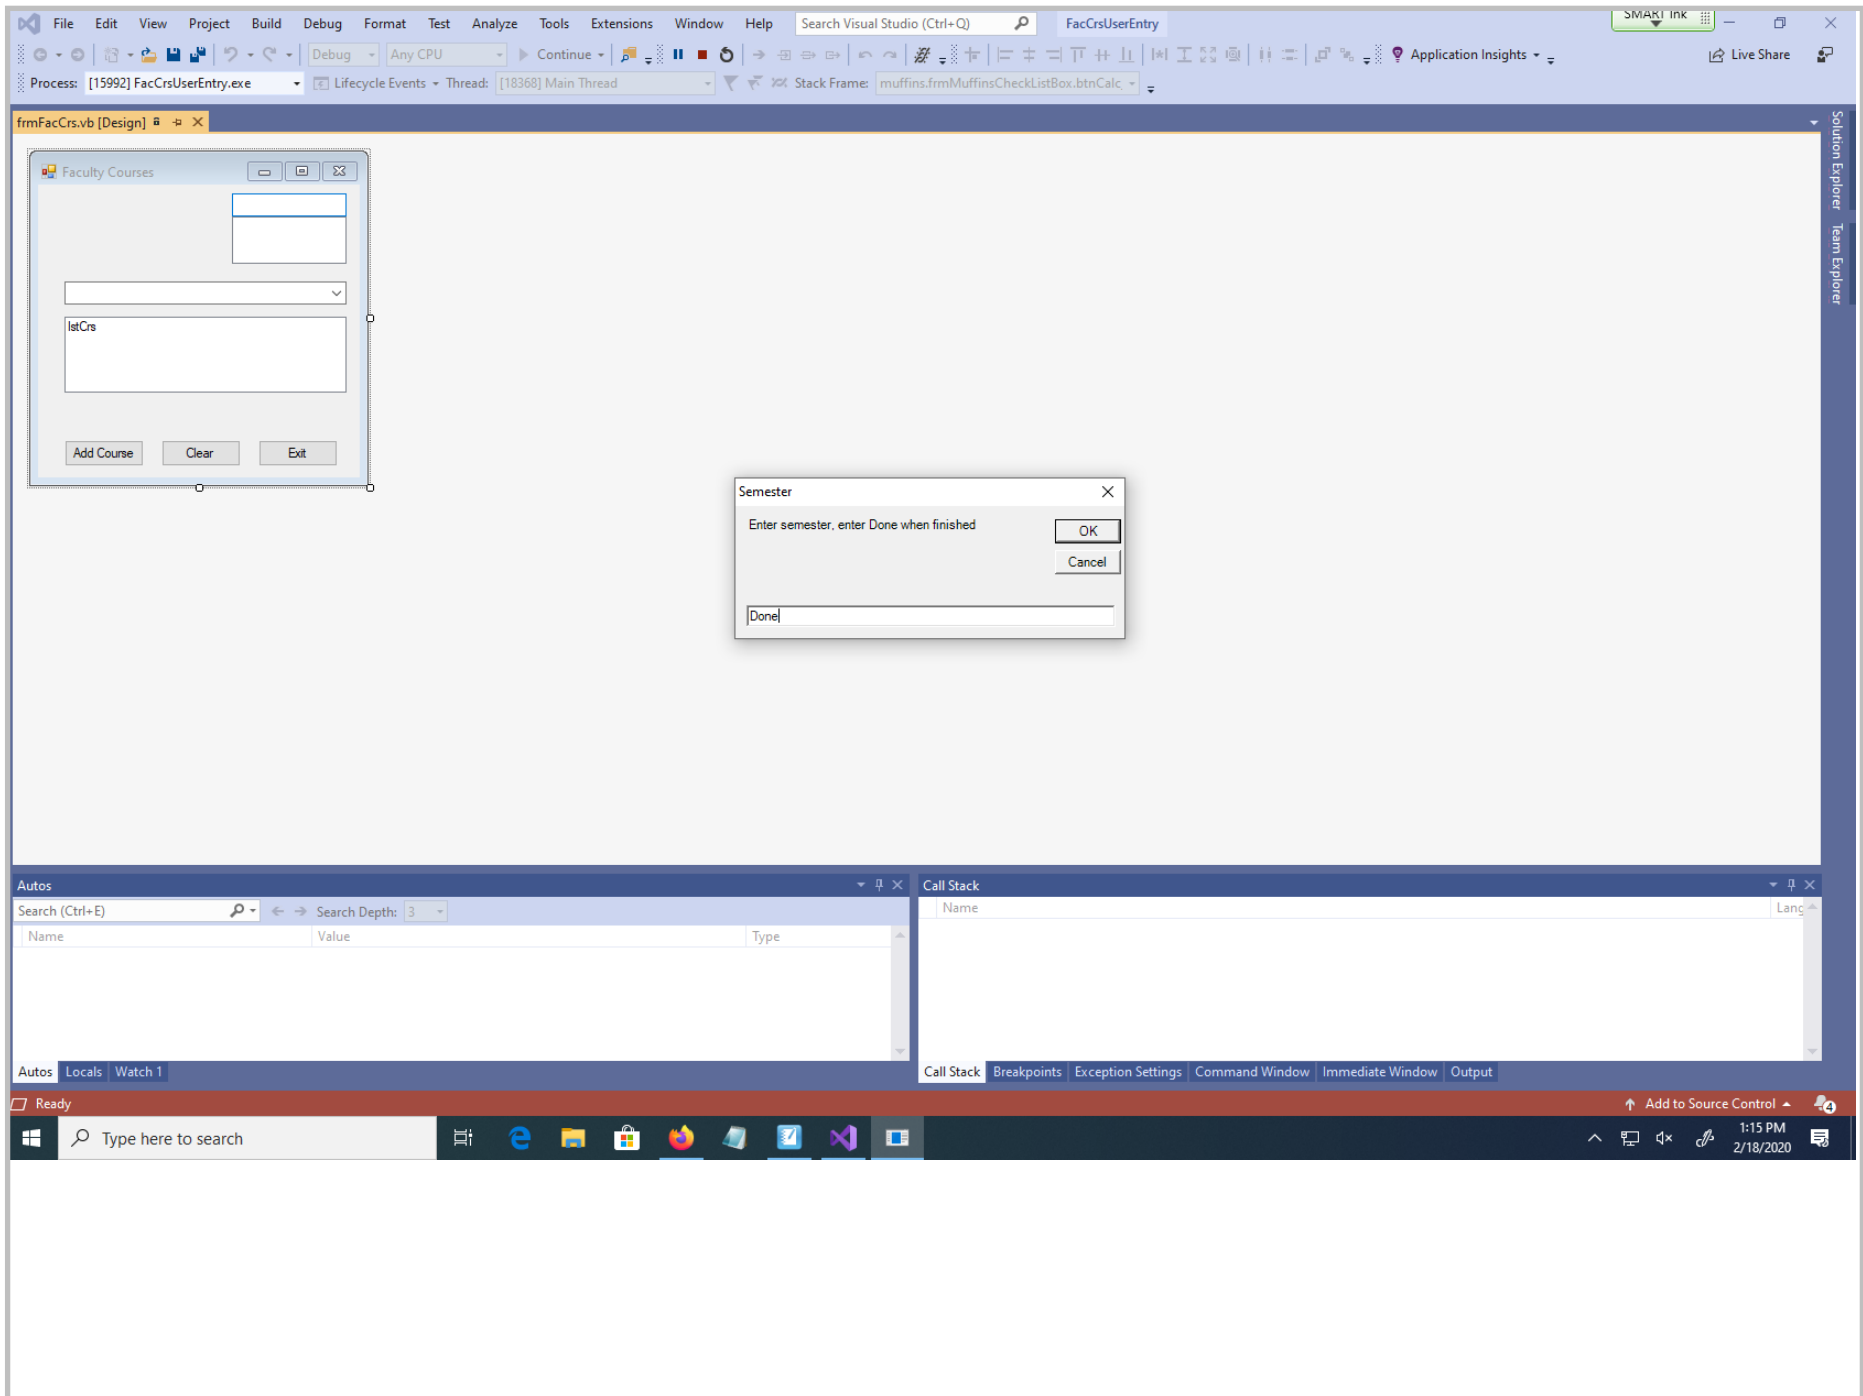 File Edit View Project Build Debug Format Test Analyze Tools Extensions Window Help Search Visual Studio (Ctrl+Q) FacCrsUserEntry SMART Ink
Debug Any CPU Continue Application Insights Live Share
Process: [15992] FacCrsUserEntry.exe Lifecycle Events Thread: [18368] Main Thread Stack Frame: muffins.frmMuffinsCheckListBox.btnCalc
frmFacCrs.vb [Design]
Solution Explorer
Team Explorer
Faculty Courses
lstCrs
Add Course Clear Exit
Semester
Enter semester, enter Done when finished
OK
Cancel
Done
Autos
Search (Ctrl+E) Search Depth: 3
Name Value Type
Autos Locals Watch 1
Call Stack
Name Lang
Call Stack Breakpoints Exception Settings Command Window Immediate Window Output
Ready Add to Source Control 4
Type here to search
1:15 PM
2/18/2020